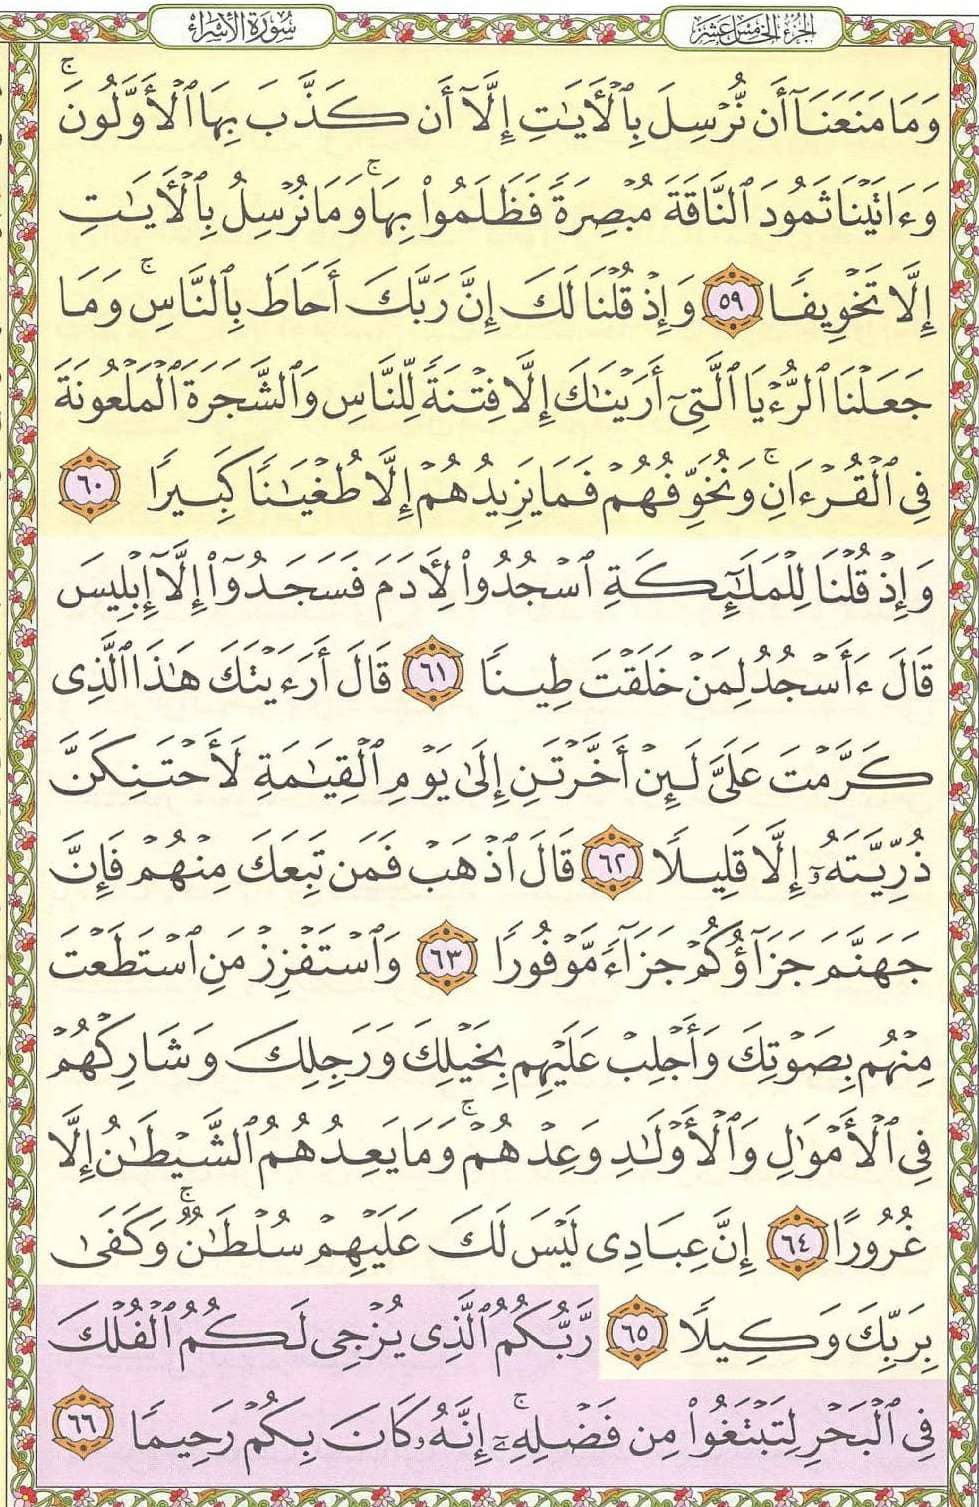 الجزء الخامس عشر
سورة الإسراء
وَمَا مَنَعَنَآ أَن نُّرْسِلَ بِٱلْأَيَٰتِ إِلَّآ أَن كَذَّبَ بِهَا ٱلْأَوَّلُونَۚ
وَءَاتَيْنَا ثَمُودَ ٱلنَّاقَةَ مُبْصِرَةً فَظَلَمُوا۟ بِهَاۚ وَمَا نُرْسِلُ بِٱلْأَيَٰتِ
إِلَّا تَخْوِيفًا ٥٩ وَإِذْ قُلْنَا لَكَ إِنَّ رَبَّكَ أَحَاطَ بِٱلنَّاسِۚ وَمَا
جَعَلْنَا ٱلرُّءْيَا ٱلَّتِىٓ أَرَيْنَٰكَ إِلَّا فِتْنَةً لِّلنَّاسِ وَٱلشَّجَرَةَ ٱلْمَلْعُونَةَ
فِى ٱلْقُرْءَانِۚ وَنُخَوِّفُهُمْ فَمَا يَزِيدُهُمْ إِلَّا طُغْيَٰنًا كَبِيرًا ٦٠
وَإِذْ قُلْنَا لِلْمَلَٰٓئِكَةِ ٱسْجُدُوا۟ لِأَدَمَ فَسَجَدُوٓا۟ إِلَّآ إِبْلِيسَ
قَالَ ءَأَسْجُدُ لِمَنْ خَلَقْتَ طِينًا ٦١ قَالَ أَرَءَيْتَكَ هَٰذَا ٱلَّذِى
كَرَّمْتَ عَلَىَّ لَئِنْ أَخَّرْتَنِ إِلَىٰ يَوْمِ ٱلْقِيَٰمَةِ لَأَحْتَنِكَنَّ
ذُرِّيَّتَهُۥٓ إِلَّا قَلِيلًا ٦٢ قَالَ ٱذْهَبْ فَمَن تَبِعَكَ مِنْهُمْ فَإِنَّ
جَهَنَّمَ جَزَآؤُكُمْ جَزَآءً مَّوْفُورًا ٦٣ وَٱسْتَفْزِزْ مَنِ ٱسْتَطَعْتَ
مِنْهُم بِصَوْتِكَ وَأَجْلِبْ عَلَيْهِم بِخَيْلِكَ وَرَجِلِكَ وَشَارِكْهُمْ
فِى ٱلْأَمْوَٰلِ وَٱلْأَوْلَٰدِ وَعِدْهُمْۚ وَمَا يَعِدُهُمُ ٱلشَّيْطَٰنُ إِلَّا
غُرُورًا ٦٤ إِنَّ عِبَادِى لَيْسَ لَكَ عَلَيْهِمْ سُلْطَٰنٌۚ وَكَفَىٰ
بِرَبِّكَ وَكِيلًا ٦٥ رَّبُّكُمُ ٱلَّذِى يُزْجِى لَكُمُ ٱلْفُلْكَ
فِى ٱلْبَحْرِ لِتَبْتَغُوا۟ مِن فَضْلِهِۦٓۚ إِنَّهُۥ كَانَ بِكُمْ رَحِيمًا ٦٦